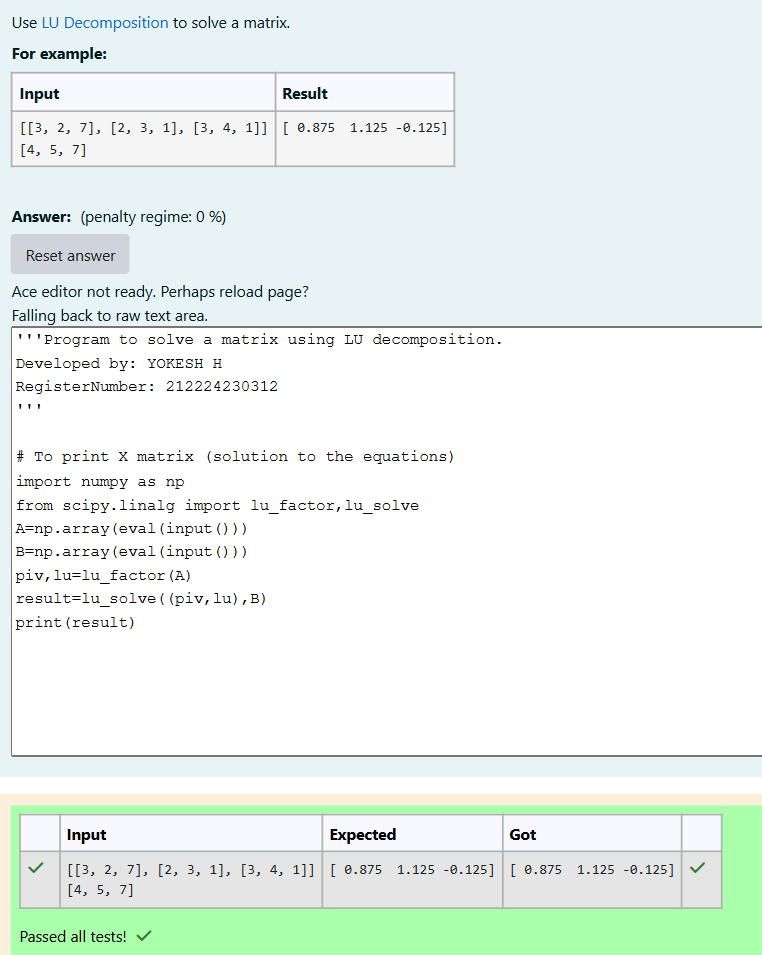 Use LU Decomposition to solve a matrix.
For example:
Input Result
[[3, 2, 7], [2, 3, 1], [3, 4, 1]] [ 0.875  1.125 -0.125]
[4, 5, 7]
Answer: (penalty regime: 0 %)
Reset answer
Ace editor not ready. Perhaps reload page?
Falling back to raw text area.
'''Program to solve a matrix using LU decomposition.
Developed by: YOKESH H
RegisterNumber: 212224230312
'''
# To print X matrix (solution to the equations)
import numpy as np
from scipy.linalg import lu_factor,lu_solve
A=np.array(eval(input()))
B=np.array(eval(input()))
piv,lu=lu_factor(A)
result=lu_solve((piv,lu),B)
print(result)
Input Expected Got
[[3, 2, 7], [2, 3, 1], [3, 4, 1]] [ 0.875  1.125 -0.125] [ 0.875  1.125 -0.125]
[4, 5, 7]
Passed all tests!